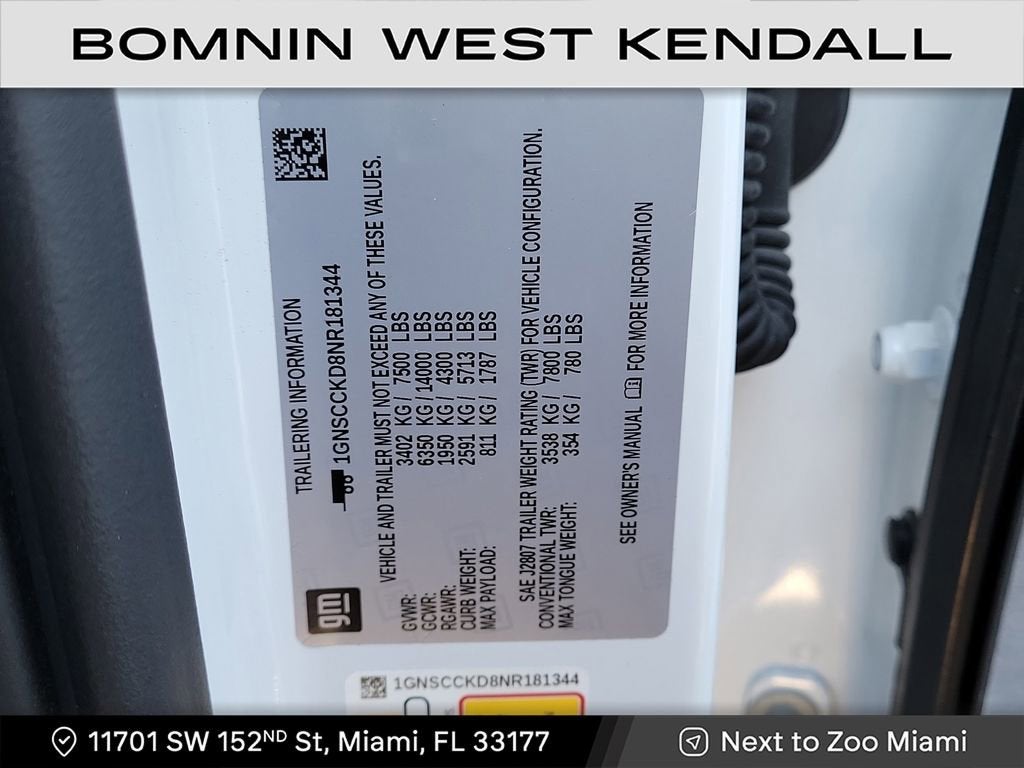 BOMNIN WEST KENDALL
TRAILERING INFORMATION
1GNSCCKD8NR181344
VEHICLE AND TRAILER MUST NOT EXCEED ANY OF THESE VALUES.
GVWR: 3402 KG / 7500 LBS
GCWR: 6350 KG / 14000 LBS
RGAWR: 1950 KG / 4300 LBS
CURB WEIGHT: 2591 KG / 5713 LBS
MAX PAYLOAD: 811 KG / 1787 LBS
SAE J2807 TRAILER WEIGHT RATING (TWR) FOR VEHICLE CONFIGURATION.
CONVENTIONAL TWR: 3538 KG / 7800 LBS
MAX TONGUE WEIGHT: 354 KG / 780 LBS
SEE OWNER'S MANUAL FOR MORE INFORMATION
gm
1GNSCCKD8NR181344
11701 SW 152ND St, Miami, FL 33177
Next to Zoo Miami